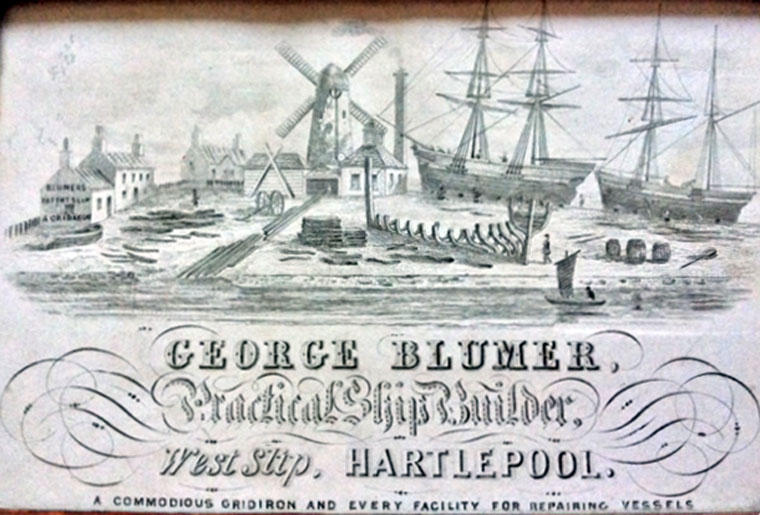 BLUMERS
PATENT SLIP
A GRIDIRON
GEORGE BLUMER,
Practical Ship Builder,
West Slip, HARTLEPOOL.
A COMMODIOUS GRIDIRON AND EVERY FACILITY FOR REPAIRING VESSELS